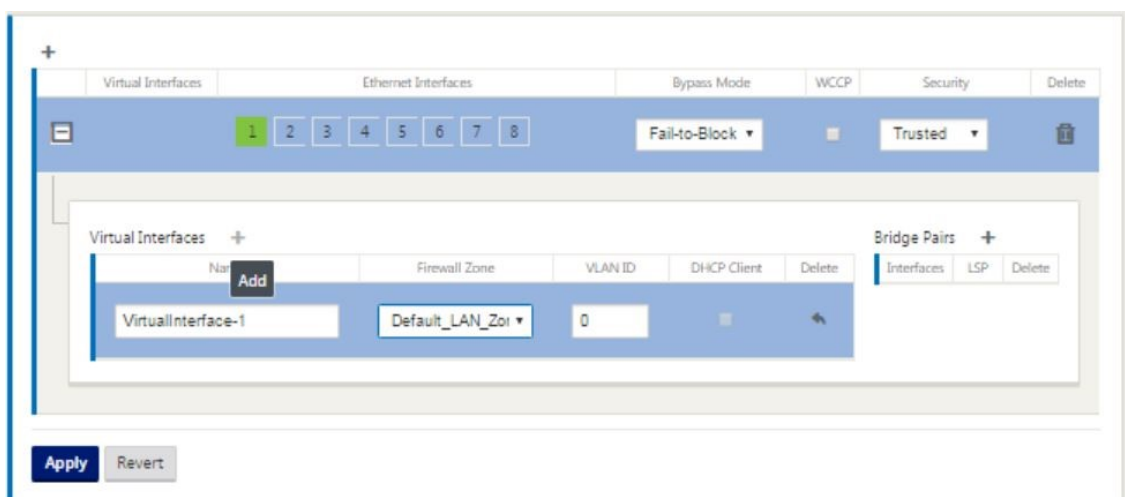 +
Virtual Interfaces Ethernet Interfaces Bypass Mode WCCP Security Delete
1 2 3 4 5 6 7 8 Fail-to-Block Trusted
Virtual Interfaces + Bridge Pairs +
Firewall Zone VLAN ID DHCP Client Delete Interfaces LSP Delete
Add
VirtualInterface-1 Default_LAN_Zo 0
Apply Revert